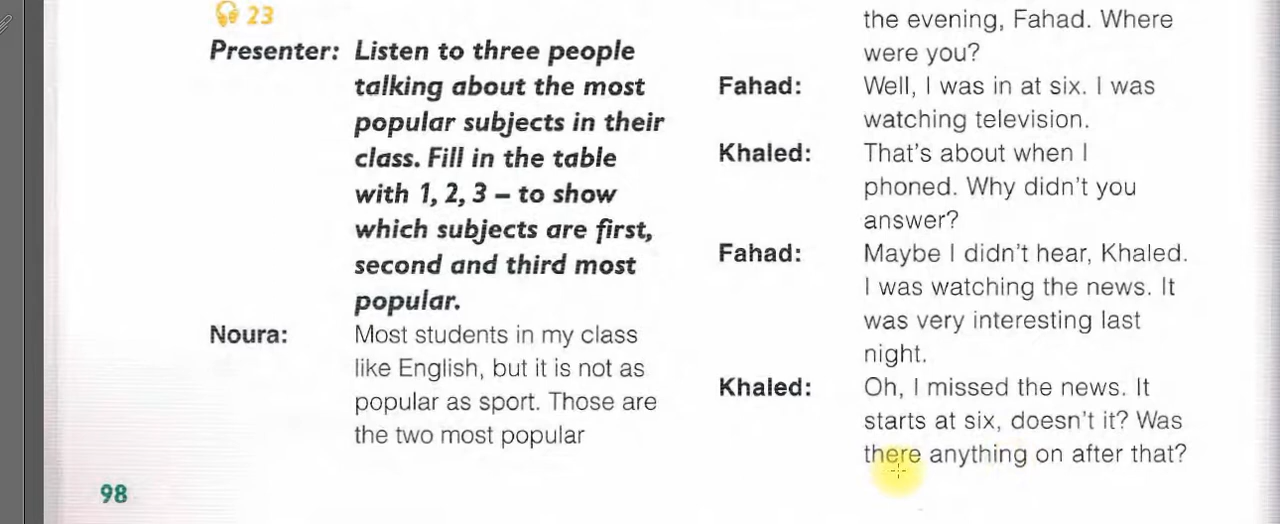 23
Presenter: Listen to three people
talking about the most
popular subjects in their
class. Fill in the table
with 1, 2, 3 – to show
which subjects are first,
second and third most
popular.
Noura: Most students in my class
like English, but it is not as
popular as sport. Those are
the two most popular
98
the evening, Fahad. Where
were you?
Fahad: Well, I was in at six. I was
watching television.
Khaled: That's about when I
phoned. Why didn't you
answer?
Fahad: Maybe I didn't hear, Khaled.
I was watching the news. It
was very interesting last
night.
Khaled: Oh, I missed the news. It
starts at six, doesn't it? Was
there anything on after that?